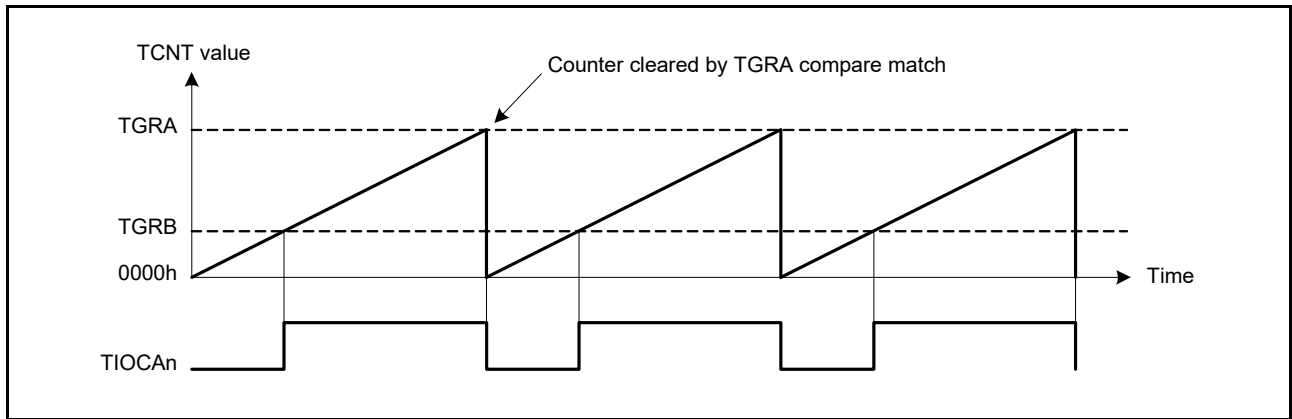 TCNT value
Counter cleared by TGRA compare match
TGRA
TGRB
0000h
Time
TIOCAn